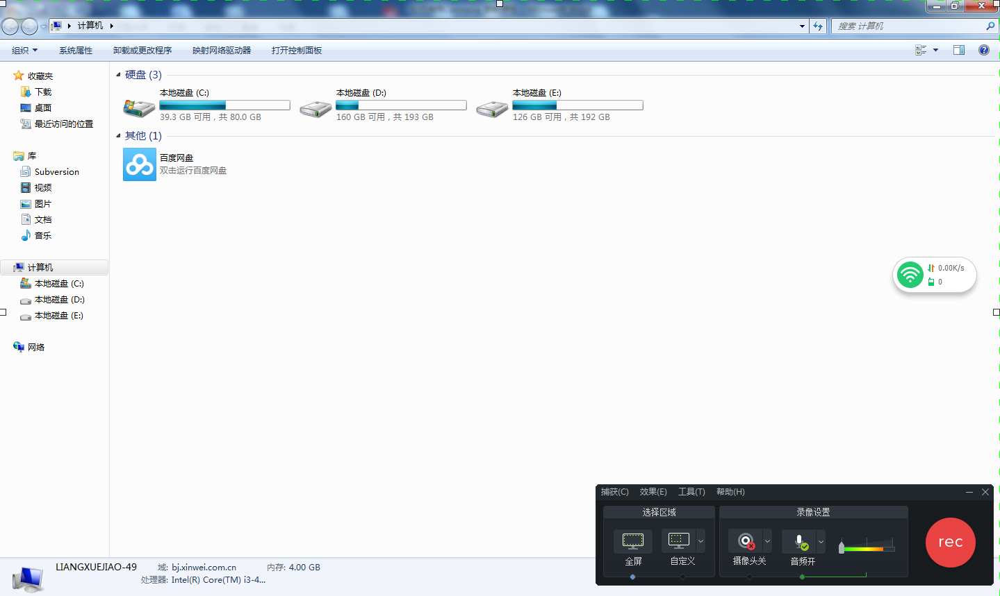 计算机
搜索 计算机
组织 系统属性 卸载或更改程序 映射网络驱动器 打开控制面板
收藏夹
下载
桌面
最近访问的位置
库
Subversion
视频
图片
文档
音乐
计算机
本地磁盘 (C:)
本地磁盘 (D:)
本地磁盘 (E:)
网络
硬盘 (3)
本地磁盘 (C:)
39.3 GB 可用，共 80.0 GB
本地磁盘 (D:)
160 GB 可用，共 193 GB
本地磁盘 (E:)
126 GB 可用，共 192 GB
其他 (1)
百度网盘
双击运行百度网盘
0.00K/s
0
捕获(C) 效果(E) 工具(T) 帮助(H)
选择区域
全屏
自定义
录像设置
摄像头关
音频开
rec
LIANGXUEJIAO-49 域: bj.xinwei.com.cn 内存: 4.00 GB
处理器: Intel(R) Core(TM) i3-4...